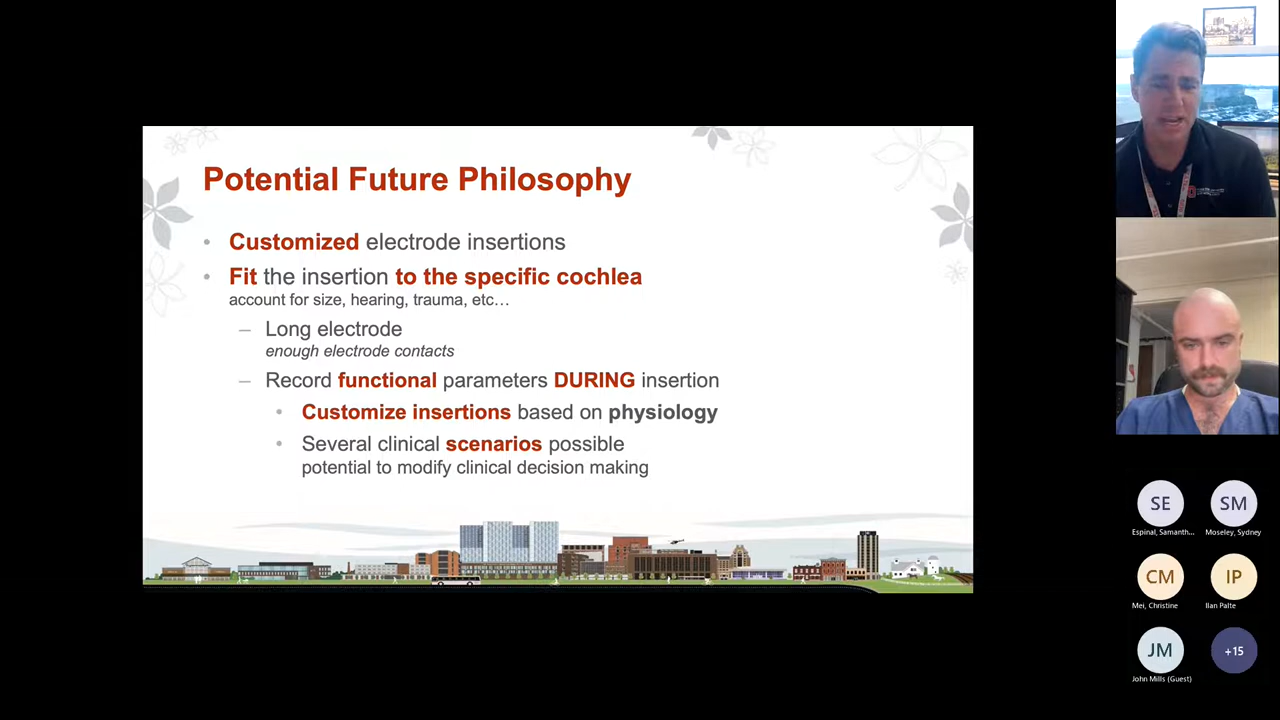 Potential Future Philosophy
• Customized electrode insertions
• Fit the insertion to the specific cochlea
account for size, hearing, trauma, etc…
– Long electrode
enough electrode contacts
– Record functional parameters DURING insertion
• Customize insertions based on physiology
• Several clinical scenarios possible
potential to modify clinical decision making
SE
SM
Espinal, Samanth...
Moseley, Sydney
CM
IP
Mei, Christine
Ilan Palte
JM
+15
John Mills (Guest)